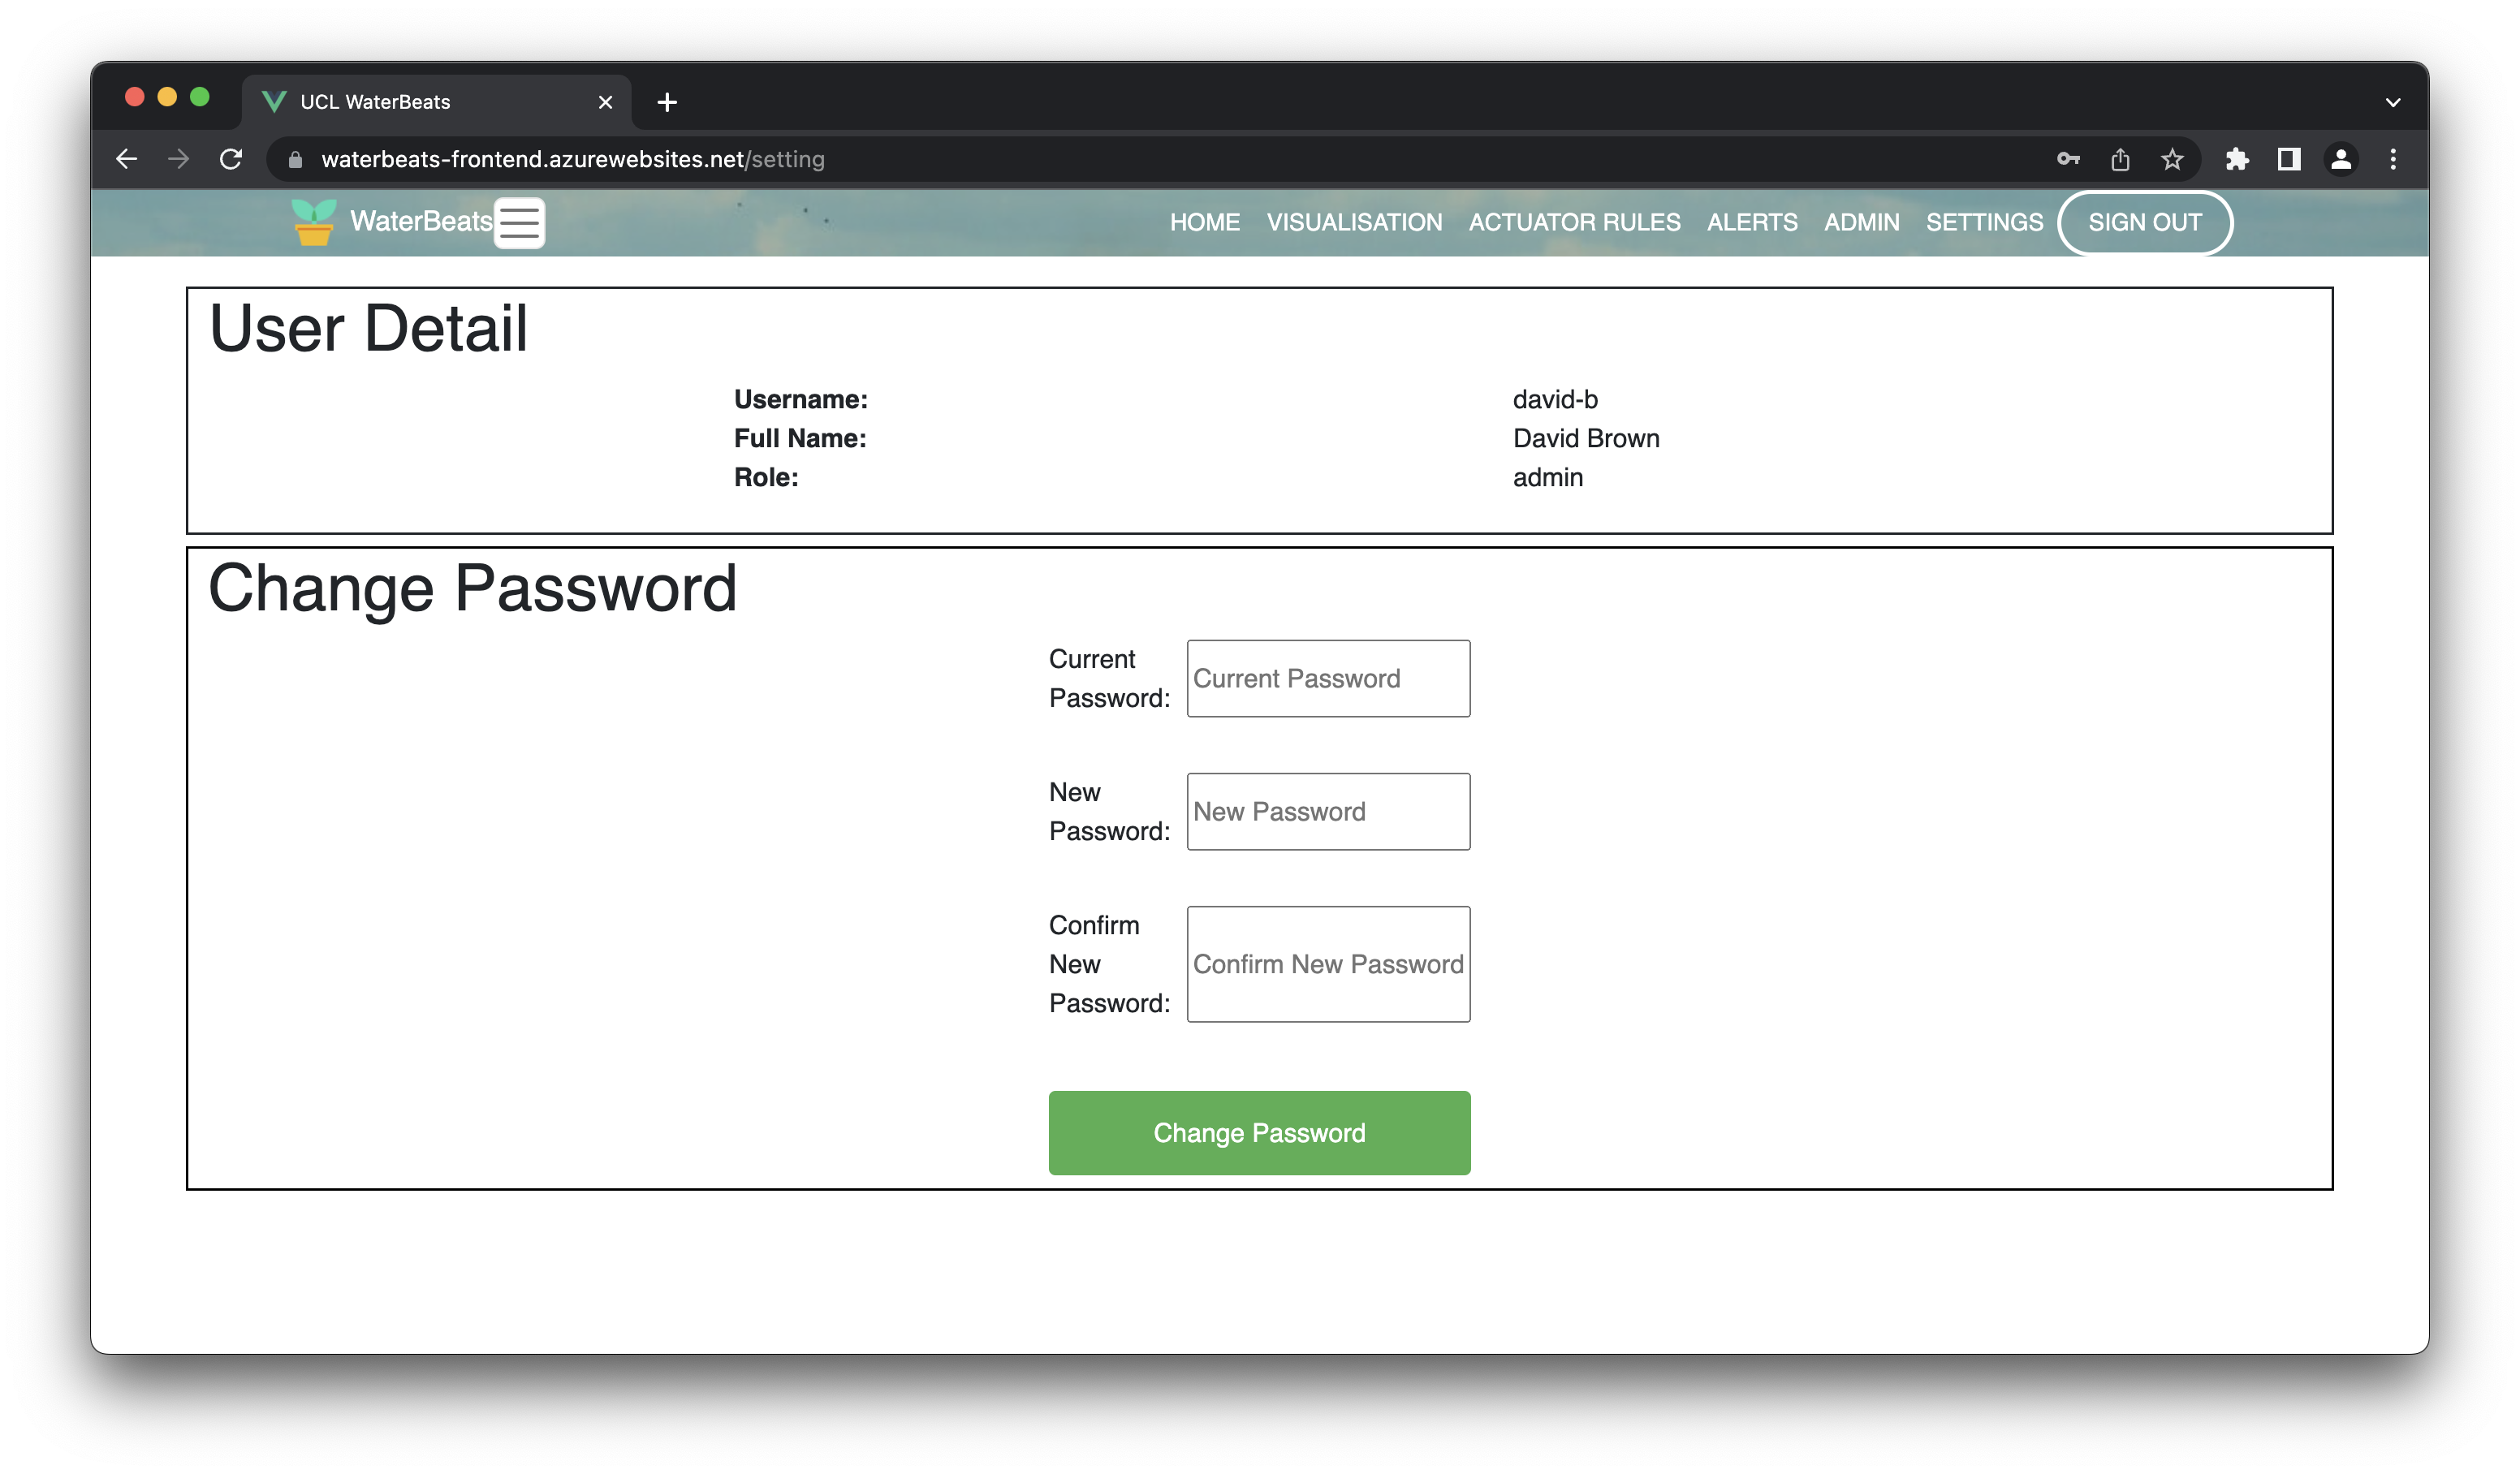 UCL WaterBeats
waterbeats-frontend.azurewebsites.net/setting
WaterBeats
HOME VISUALISATION ACTUATOR RULES ALERTS ADMIN SETTINGS SIGN OUT
User Detail
Username: david-b
Full Name: David Brown
Role: admin
Change Password
Current
Password:
Current Password
New
Password:
New Password
Confirm
New
Password:
Confirm New Password
Change Password